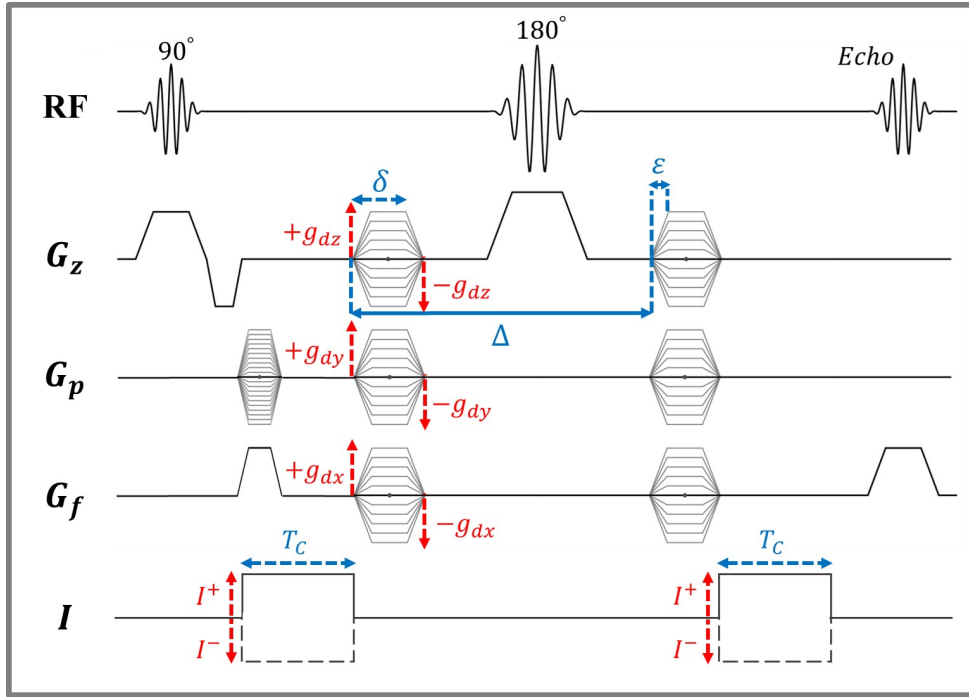 90°
180°
Echo
RF
δ
ε
+g_dz
G_z
−g_dz
Δ
+g_dy
G_p
−g_dy
+g_dx
G_f
−g_dx
T_C
T_C
I⁺
I⁺
I
I⁻
I⁻